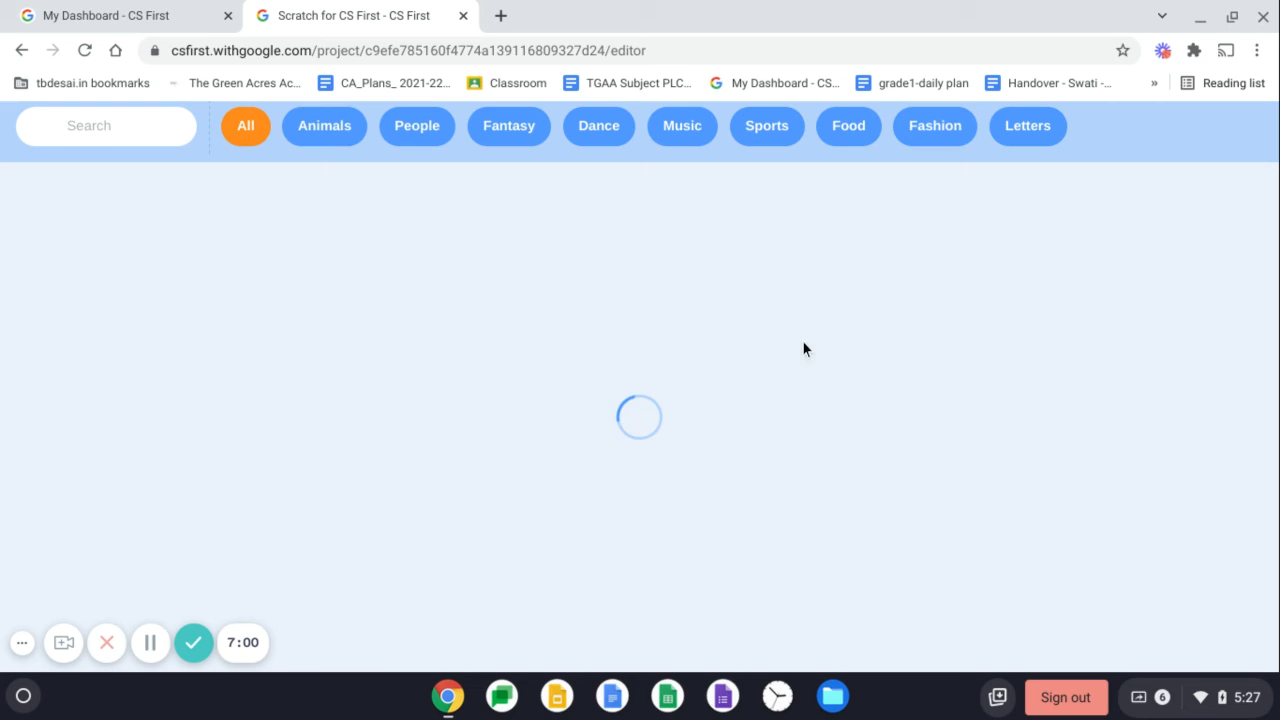 My Dashboard - CS First
Scratch for CS First - CS First
csfirst.withgoogle.com/project/c9efe785160f4774a139116809327d24/editor
tbdesai.in bookmarks The Green Acres Ac... CA_Plans_ 2021-22... Classroom TGAA Subject PLC... My Dashboard - CS... grade1-daily plan Handover - Swati -... » Reading list
Search All Animals People Fantasy Dance Music Sports Food Fashion Letters
7:00
Sign out 6 5:27